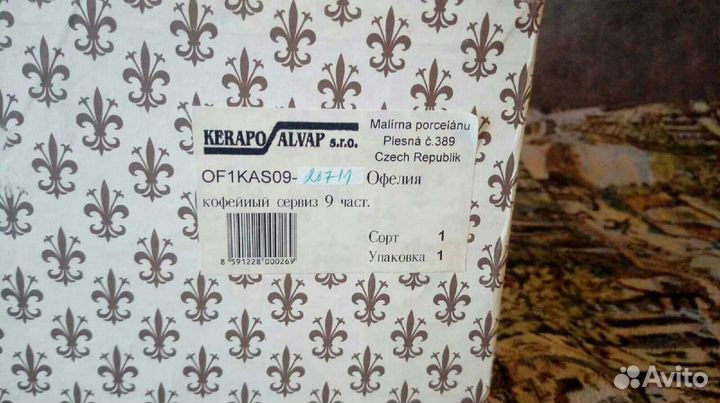 KERAPO ALVAP s.r.o.
Malírna porcelánu
Plesná č.389
Czech Republik
OF1KAS09- Офелия
кофейный сервиз 9 част.
Сорт 1
Упаковка 1
8 591228 000269
Avito